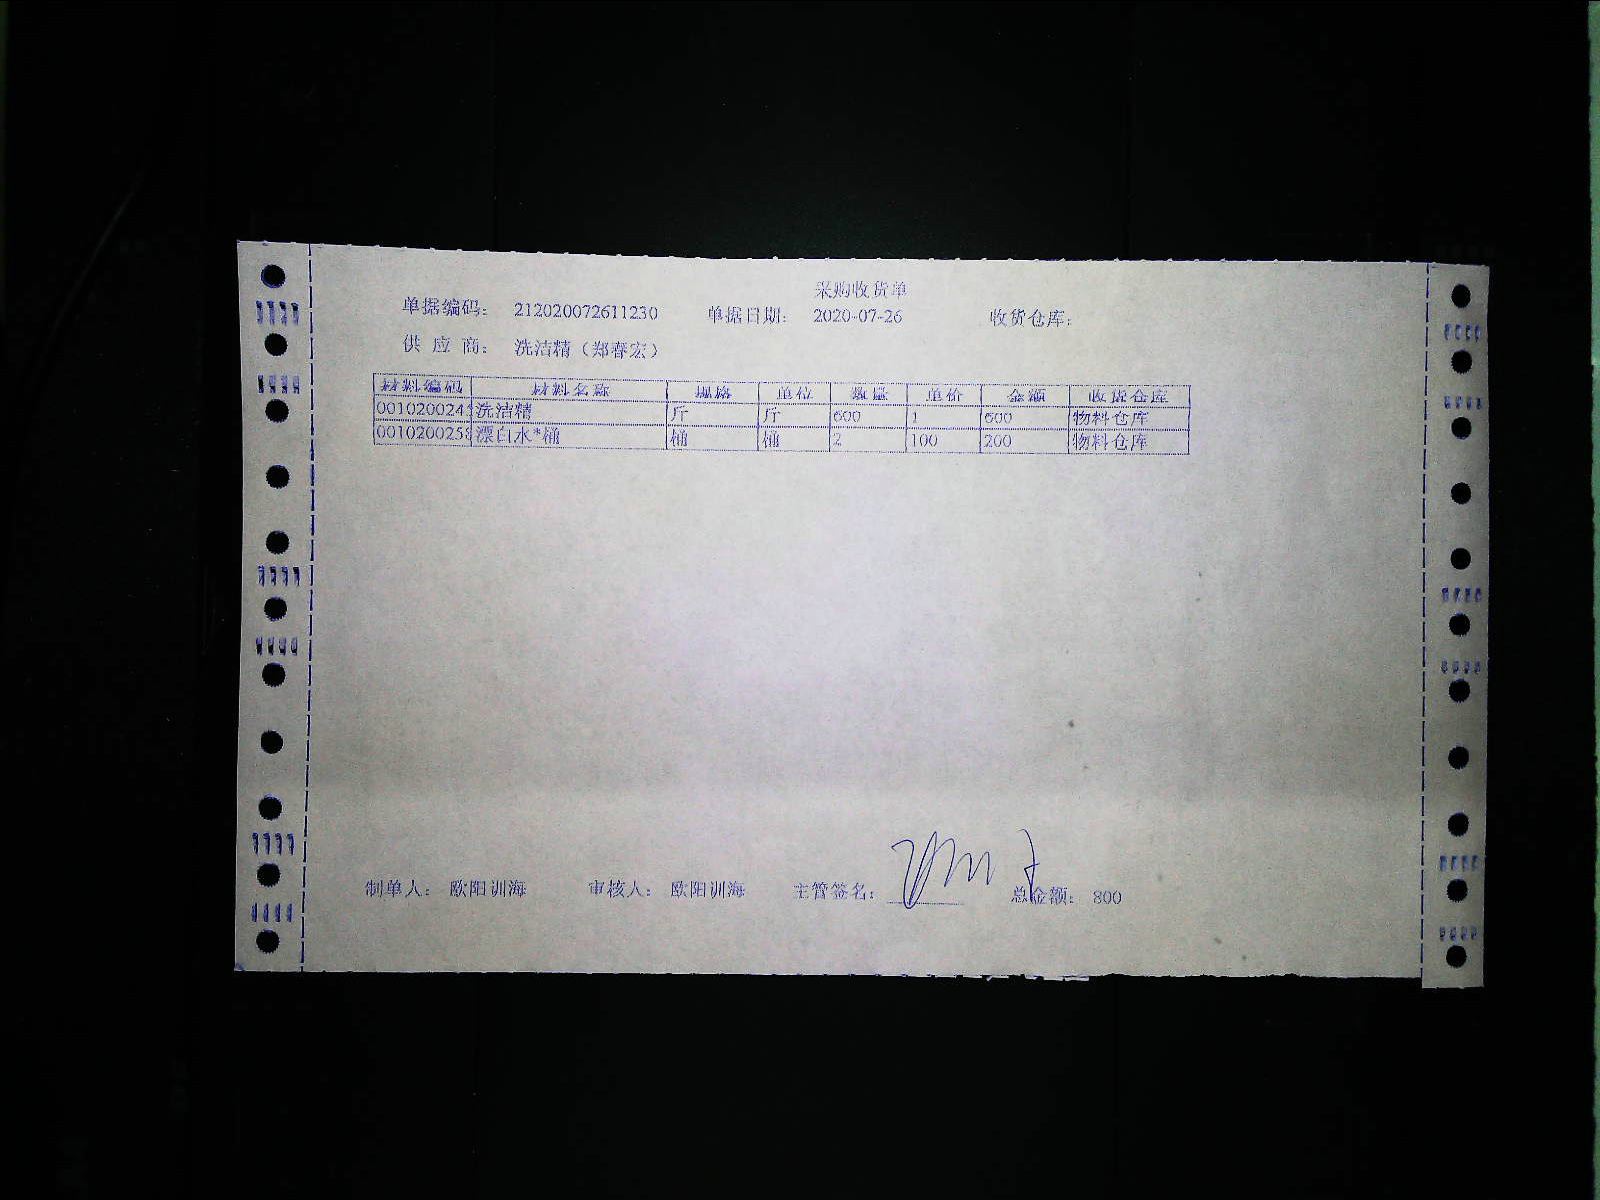 采购收货单
单据编码： 212020072611230 单据日期： 2020-07-26 收货仓库：
供 应 商： 洗洁精（郑春宏）
材料编码 材料名称 规格 单位 数量 单价 金额 收货仓库
001020024 洗洁精 斤 斤 600 1 600 物料仓库
001020025 漂白水*桶 桶 桶 2 100 200 物料仓库
制单人： 欧阳训海 审核人： 欧阳训海 主管签名： 总金额： 800